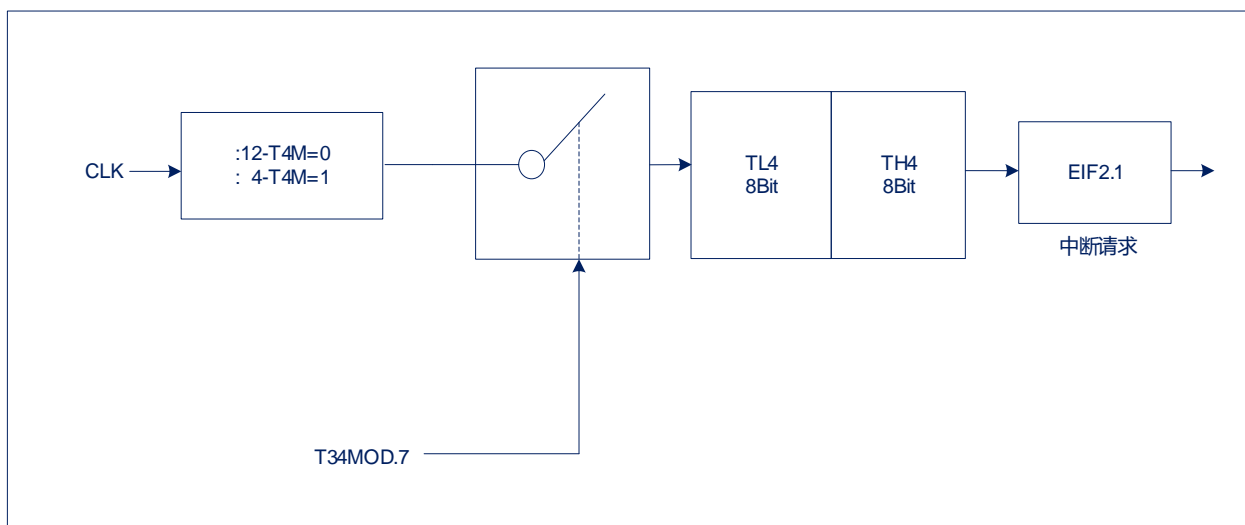 CLK
:12-T4M=0
: 4-T4M=1
TL4
8Bit
TH4
8Bit
EIF2.1
中断请求
T34MOD.7